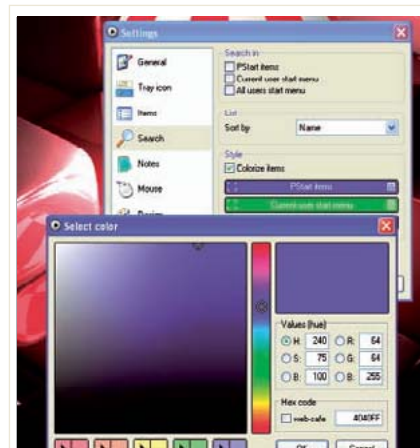 Settings
General
Tray icon
Items
Search
Notes
Mouse
Design
Search in
PStart items
Current user start menu
All users start menu
List
Sort by Name
Style
Colorize items
PStart items
Current user start menu
Select color
Values (hue)
H: 240 R: 64
S: 75 G: 64
B: 100 B: 255
Hex code
web-safe 4040FF
OK Cancel